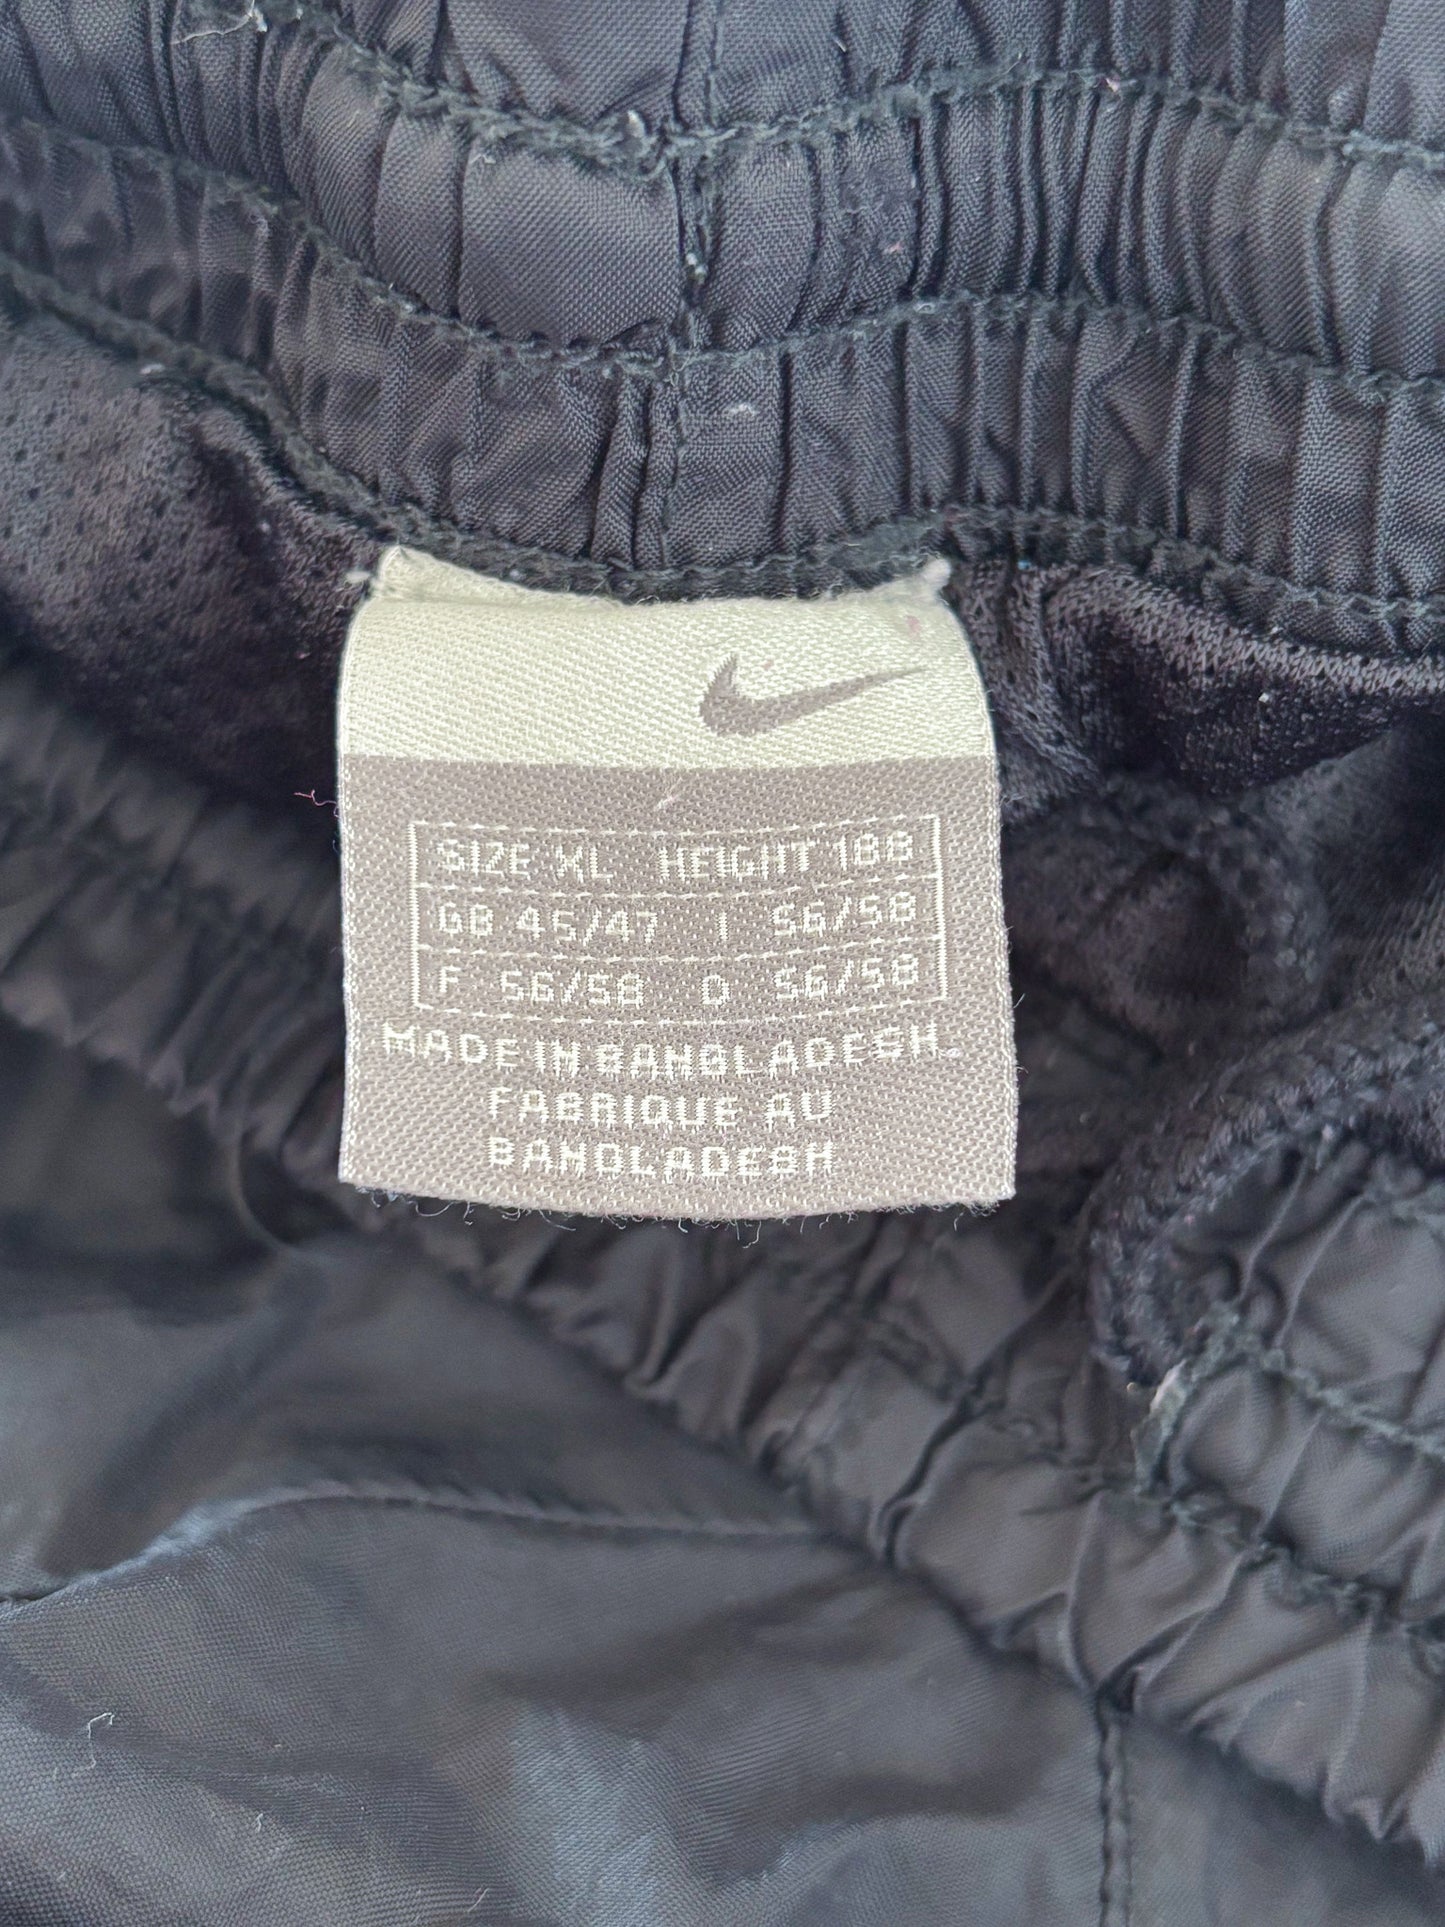 SIZE XL HEIGHT 188
GB 45/47 I 56/58
F 56/58 D 56/58
MADE IN BANGLADESH
FABRIQUE AU
BANGLADESH